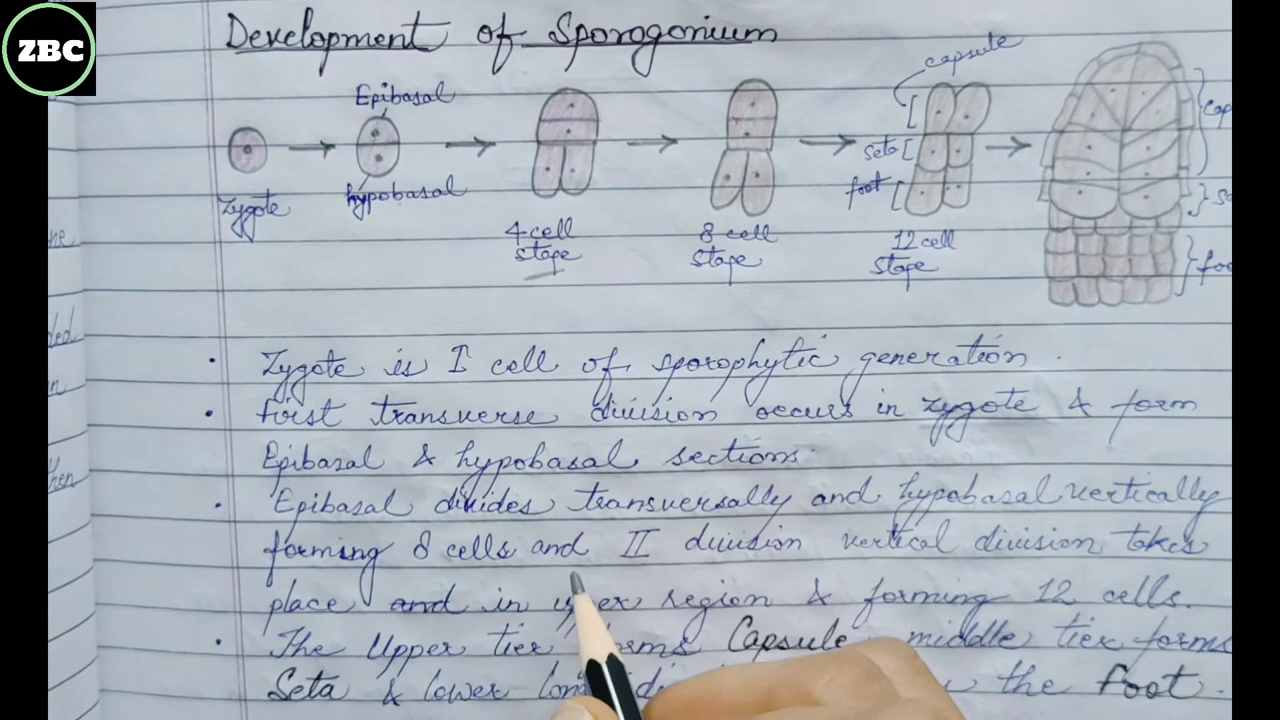 ZBC
Development of Sporogonium
capsule
Epibasal
seta
foot
zygote
hypobasal
4 cell
stage
8 cell
stage
12 cell
stage
cap
foo
Zygote is I cell of sporophytic generation.
first transverse division occurs in zygote & form
Epibasal & hypobasal sections.
Epibasal divides transversally and hypobasal vertically
forming 8 cells and II division vertical division takes
place and in region & forming 12 cells.
The Upper tier Capsule, middle tier forms
Seta & lower the foot.